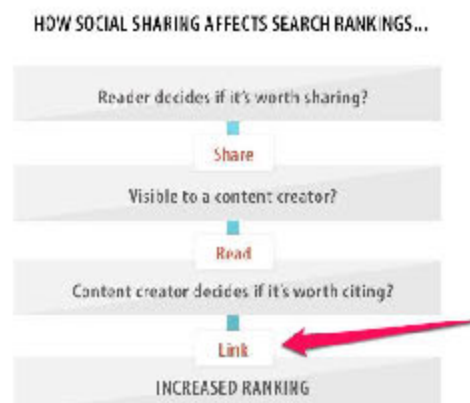 HOW SOCIAL SHARING AFFECTS SEARCH RANKINGS...
Reader decides if it's worth sharing?
Share
Visible to a content creator?
Read
Content creator decides if it's worth citing?
Link
INCREASED RANKING